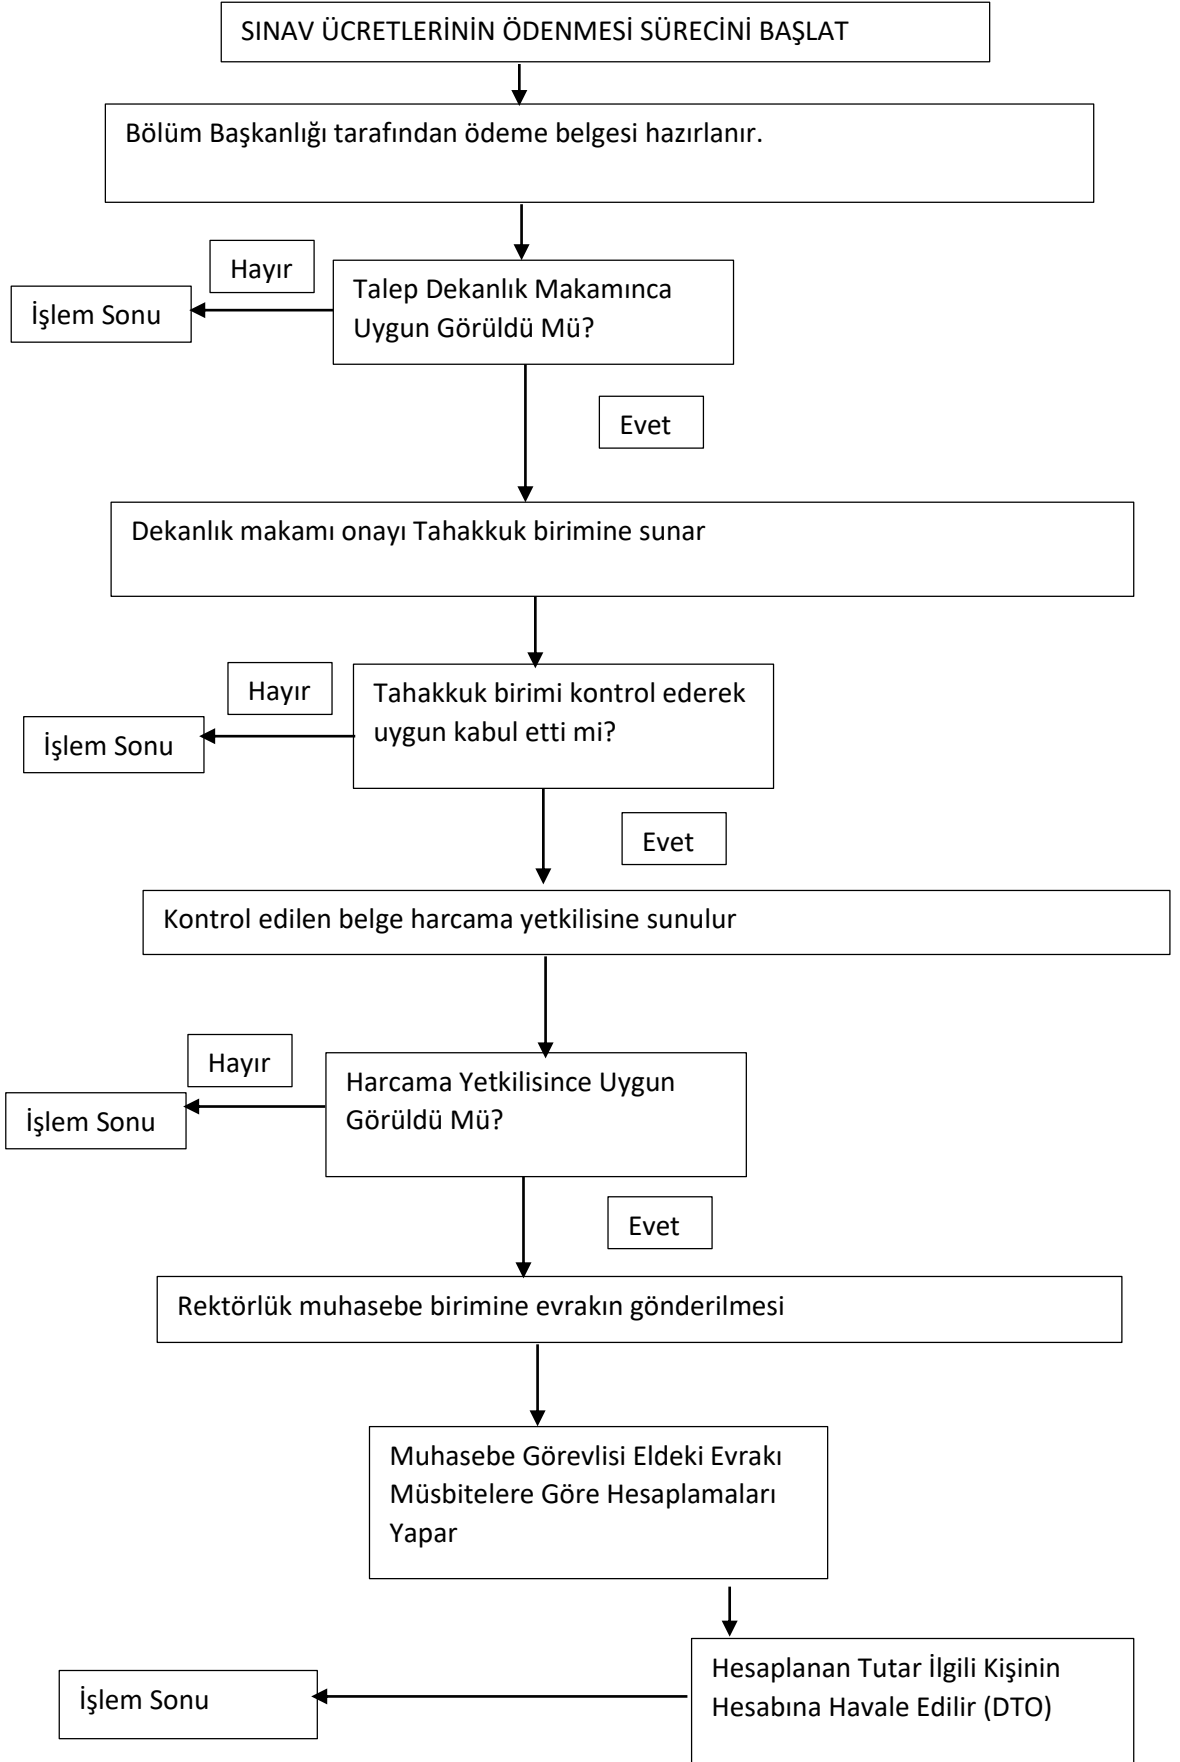 SINAV ÜCRETLERİNİN ÖDENMESİ SÜRECİNİ BAŞLAT
Bölüm Başkanlığı tarafından ödeme belgesi hazırlanır.
Hayır
Talep Dekanlık Makamınca
Uygun Görüldü Mü?
İşlem Sonu
Evet
Dekanlık makamı onayı Tahakkuk birimine sunar
Hayır
Tahakkuk birimi kontrol ederek
uygun kabul etti mi?
İşlem Sonu
Evet
Kontrol edilen belge harcama yetkilisine sunulur
Hayır
Harcama Yetkilisince Uygun
Görüldü Mü?
İşlem Sonu
Evet
Rektörlük muhasebe birimine evrakın gönderilmesi
Muhasebe Görevlisi Eldeki Evrakı
Müsbitelere Göre Hesaplamaları
Yapar
Hesaplanan Tutar İlgili Kişinin
Hesabına Havale Edilir (DTO)
İşlem Sonu